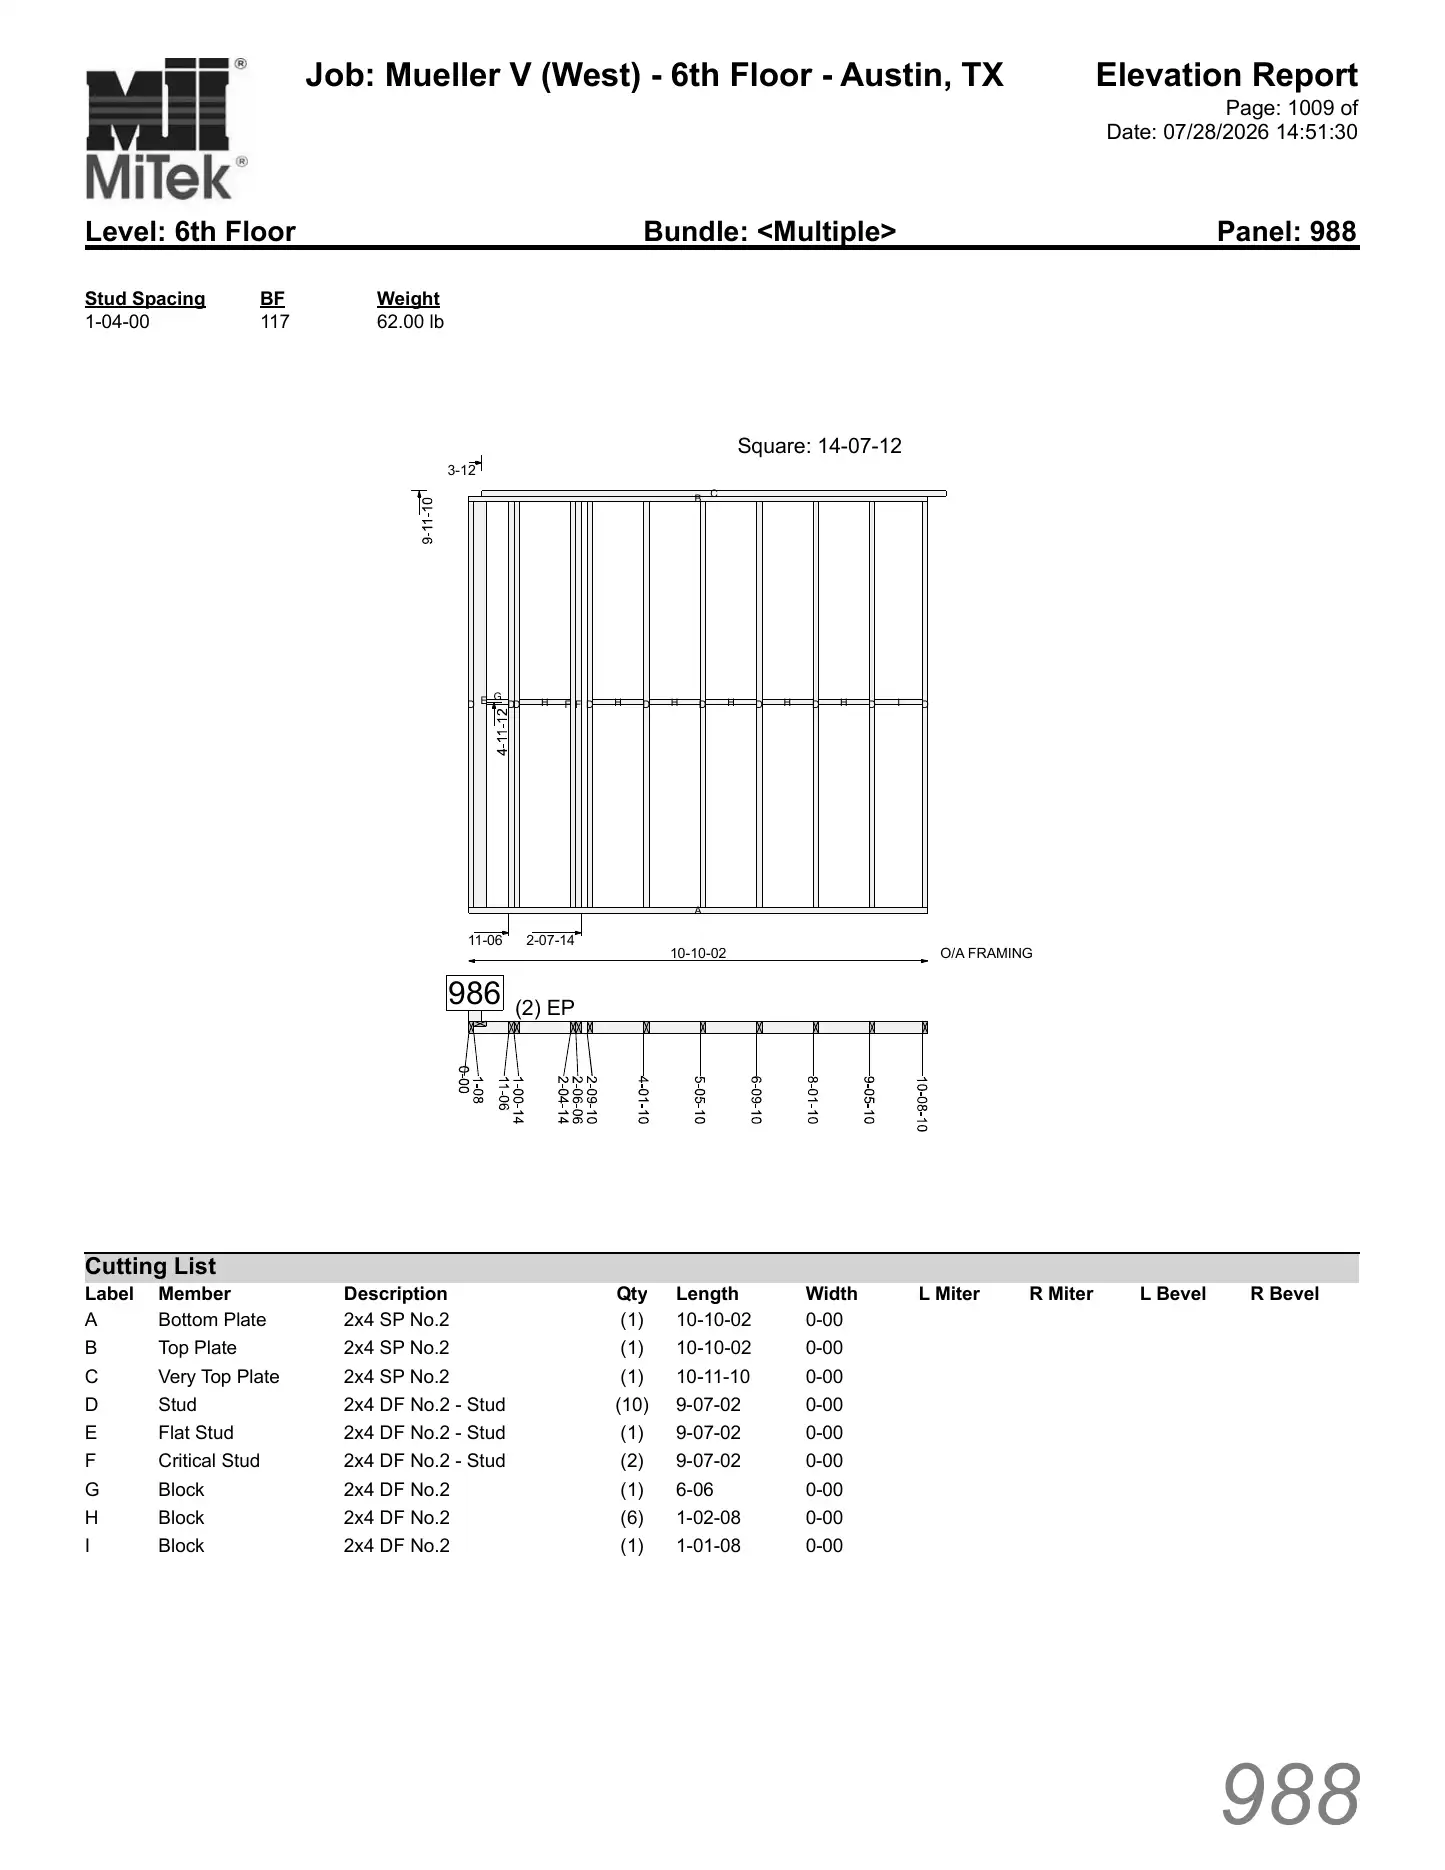 Job: Mueller V (West) - 6th Floor - Austin, TX
Elevation Report
Page: 1009 of
Date: 07/28/2026 14:51:30
MiTek®
Level: 6th Floor Bundle: <Multiple> Panel: 988
Stud Spacing BF Weight
1-04-00 117 62.00 lb
Square: 14-07-12
3-12
C
B
9-11-10
D E G D D H F F D H D H D H D H D H D I D
4-11-12
A
11-06 2-07-14
10-10-02 O/A FRAMING
986
(2) EP
0-00 1-08 11-06 1-00-14 2-04-14 2-06-06 2-09-10 4-01-10 5-05-10 6-09-10 8-01-10 9-05-10 10-08-10
Cutting List
Label Member Description Qty Length Width L Miter R Miter L Bevel R Bevel
A Bottom Plate 2x4 SP No.2 (1) 10-10-02 0-00
B Top Plate 2x4 SP No.2 (1) 10-10-02 0-00
C Very Top Plate 2x4 SP No.2 (1) 10-11-10 0-00
D Stud 2x4 DF No.2 - Stud (10) 9-07-02 0-00
E Flat Stud 2x4 DF No.2 - Stud (1) 9-07-02 0-00
F Critical Stud 2x4 DF No.2 - Stud (2) 9-07-02 0-00
G Block 2x4 DF No.2 (1) 6-06 0-00
H Block 2x4 DF No.2 (6) 1-02-08 0-00
I Block 2x4 DF No.2 (1) 1-01-08 0-00
988